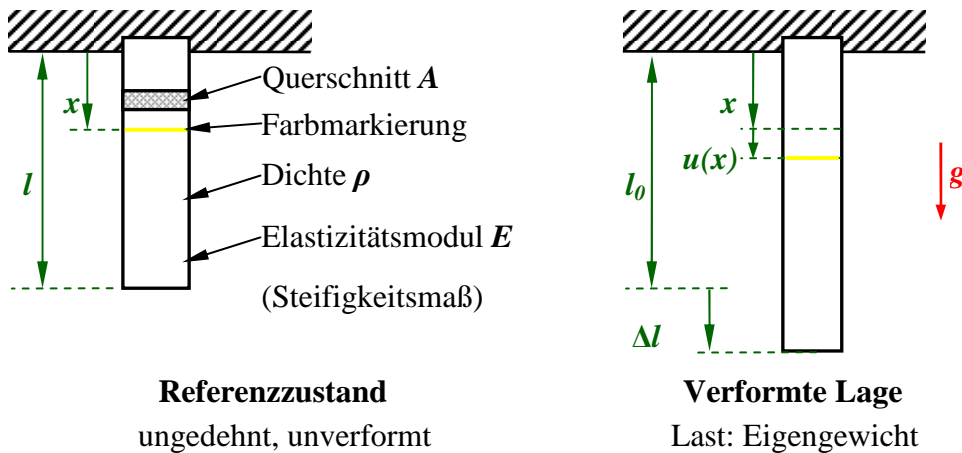 Querschnitt A
x
Farbmarkierung
l
Dichte ρ
Elastizitätsmodul E
(Steifigkeitsmaß)
Referenzzustand
ungedehnt, unverformt
x
u(x)
l₀
g
Δl
Verformte Lage
Last: Eigengewicht